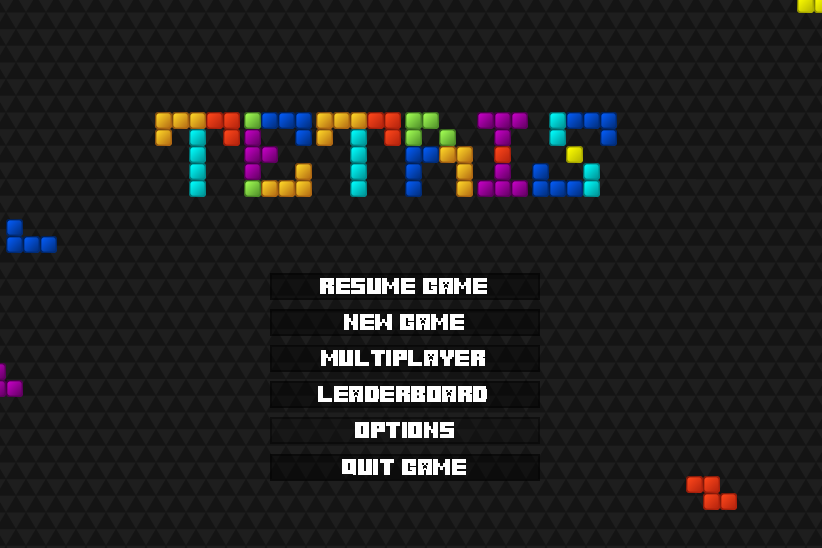 TETRIS
RESUME GAME
NEW GAME
MULTIPLAYER
LEADERBOARD
OPTIONS
QUIT GAME